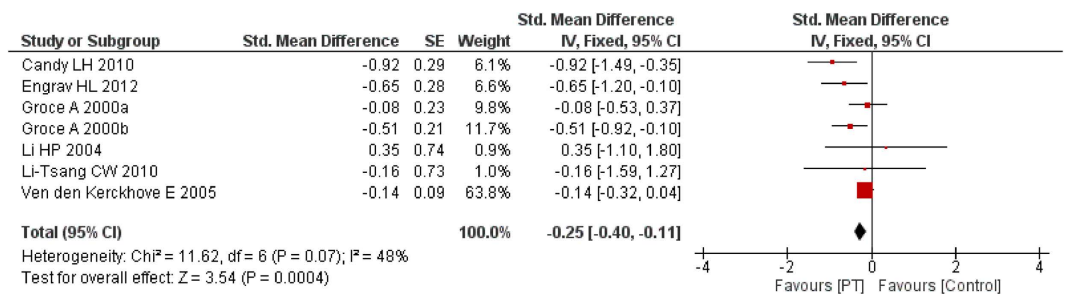 Std. Mean Difference Std. Mean Difference
Study or Subgroup Std. Mean Difference SE Weight IV, Fixed, 95% CI IV, Fixed, 95% CI
Candy LH 2010 -0.92 0.29 6.1% -0.92 [-1.49, -0.35]
Engrav HL 2012 -0.65 0.28 6.6% -0.65 [-1.20, -0.10]
Groce A 2000a -0.08 0.23 9.8% -0.08 [-0.53, 0.37]
Groce A 2000b -0.51 0.21 11.7% -0.51 [-0.92, -0.10]
Li HP 2004 0.35 0.74 0.9% 0.35 [-1.10, 1.80]
Li-Tsang CW 2010 -0.16 0.73 1.0% -0.16 [-1.59, 1.27]
Ven den Kerckhove E 2005 -0.14 0.09 63.8% -0.14 [-0.32, 0.04]
Total (95% CI) 100.0% -0.25 [-0.40, -0.11]
Heterogeneity: Chi² = 11.62, df = 6 (P = 0.07); I² = 48%
Test for overall effect: Z = 3.54 (P = 0.0004)
-4 -2 0 2 4
Favours [PT] Favours [Control]